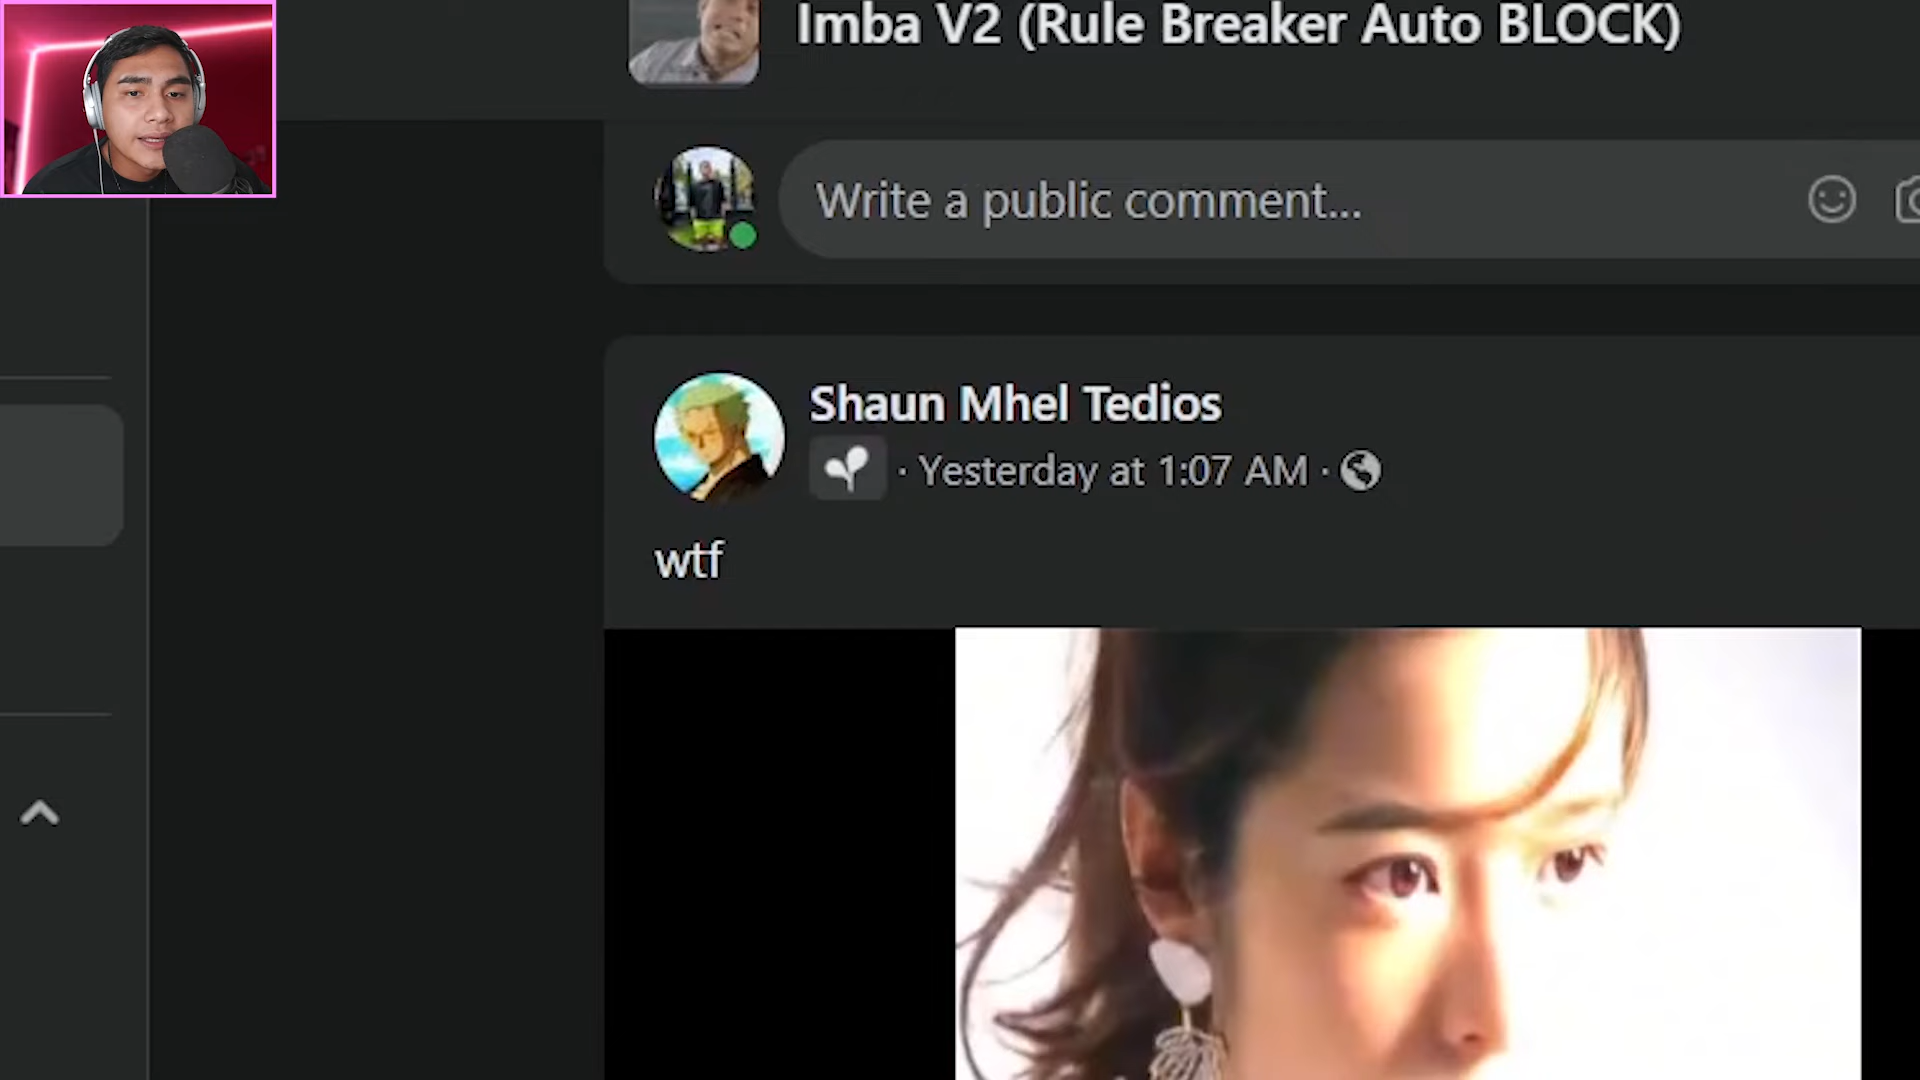 Imba V2 (Rule Breaker Auto BLOCK)
Write a public comment...
Shaun Mhel Tedios
· Yesterday at 1:07 AM ·
wtf